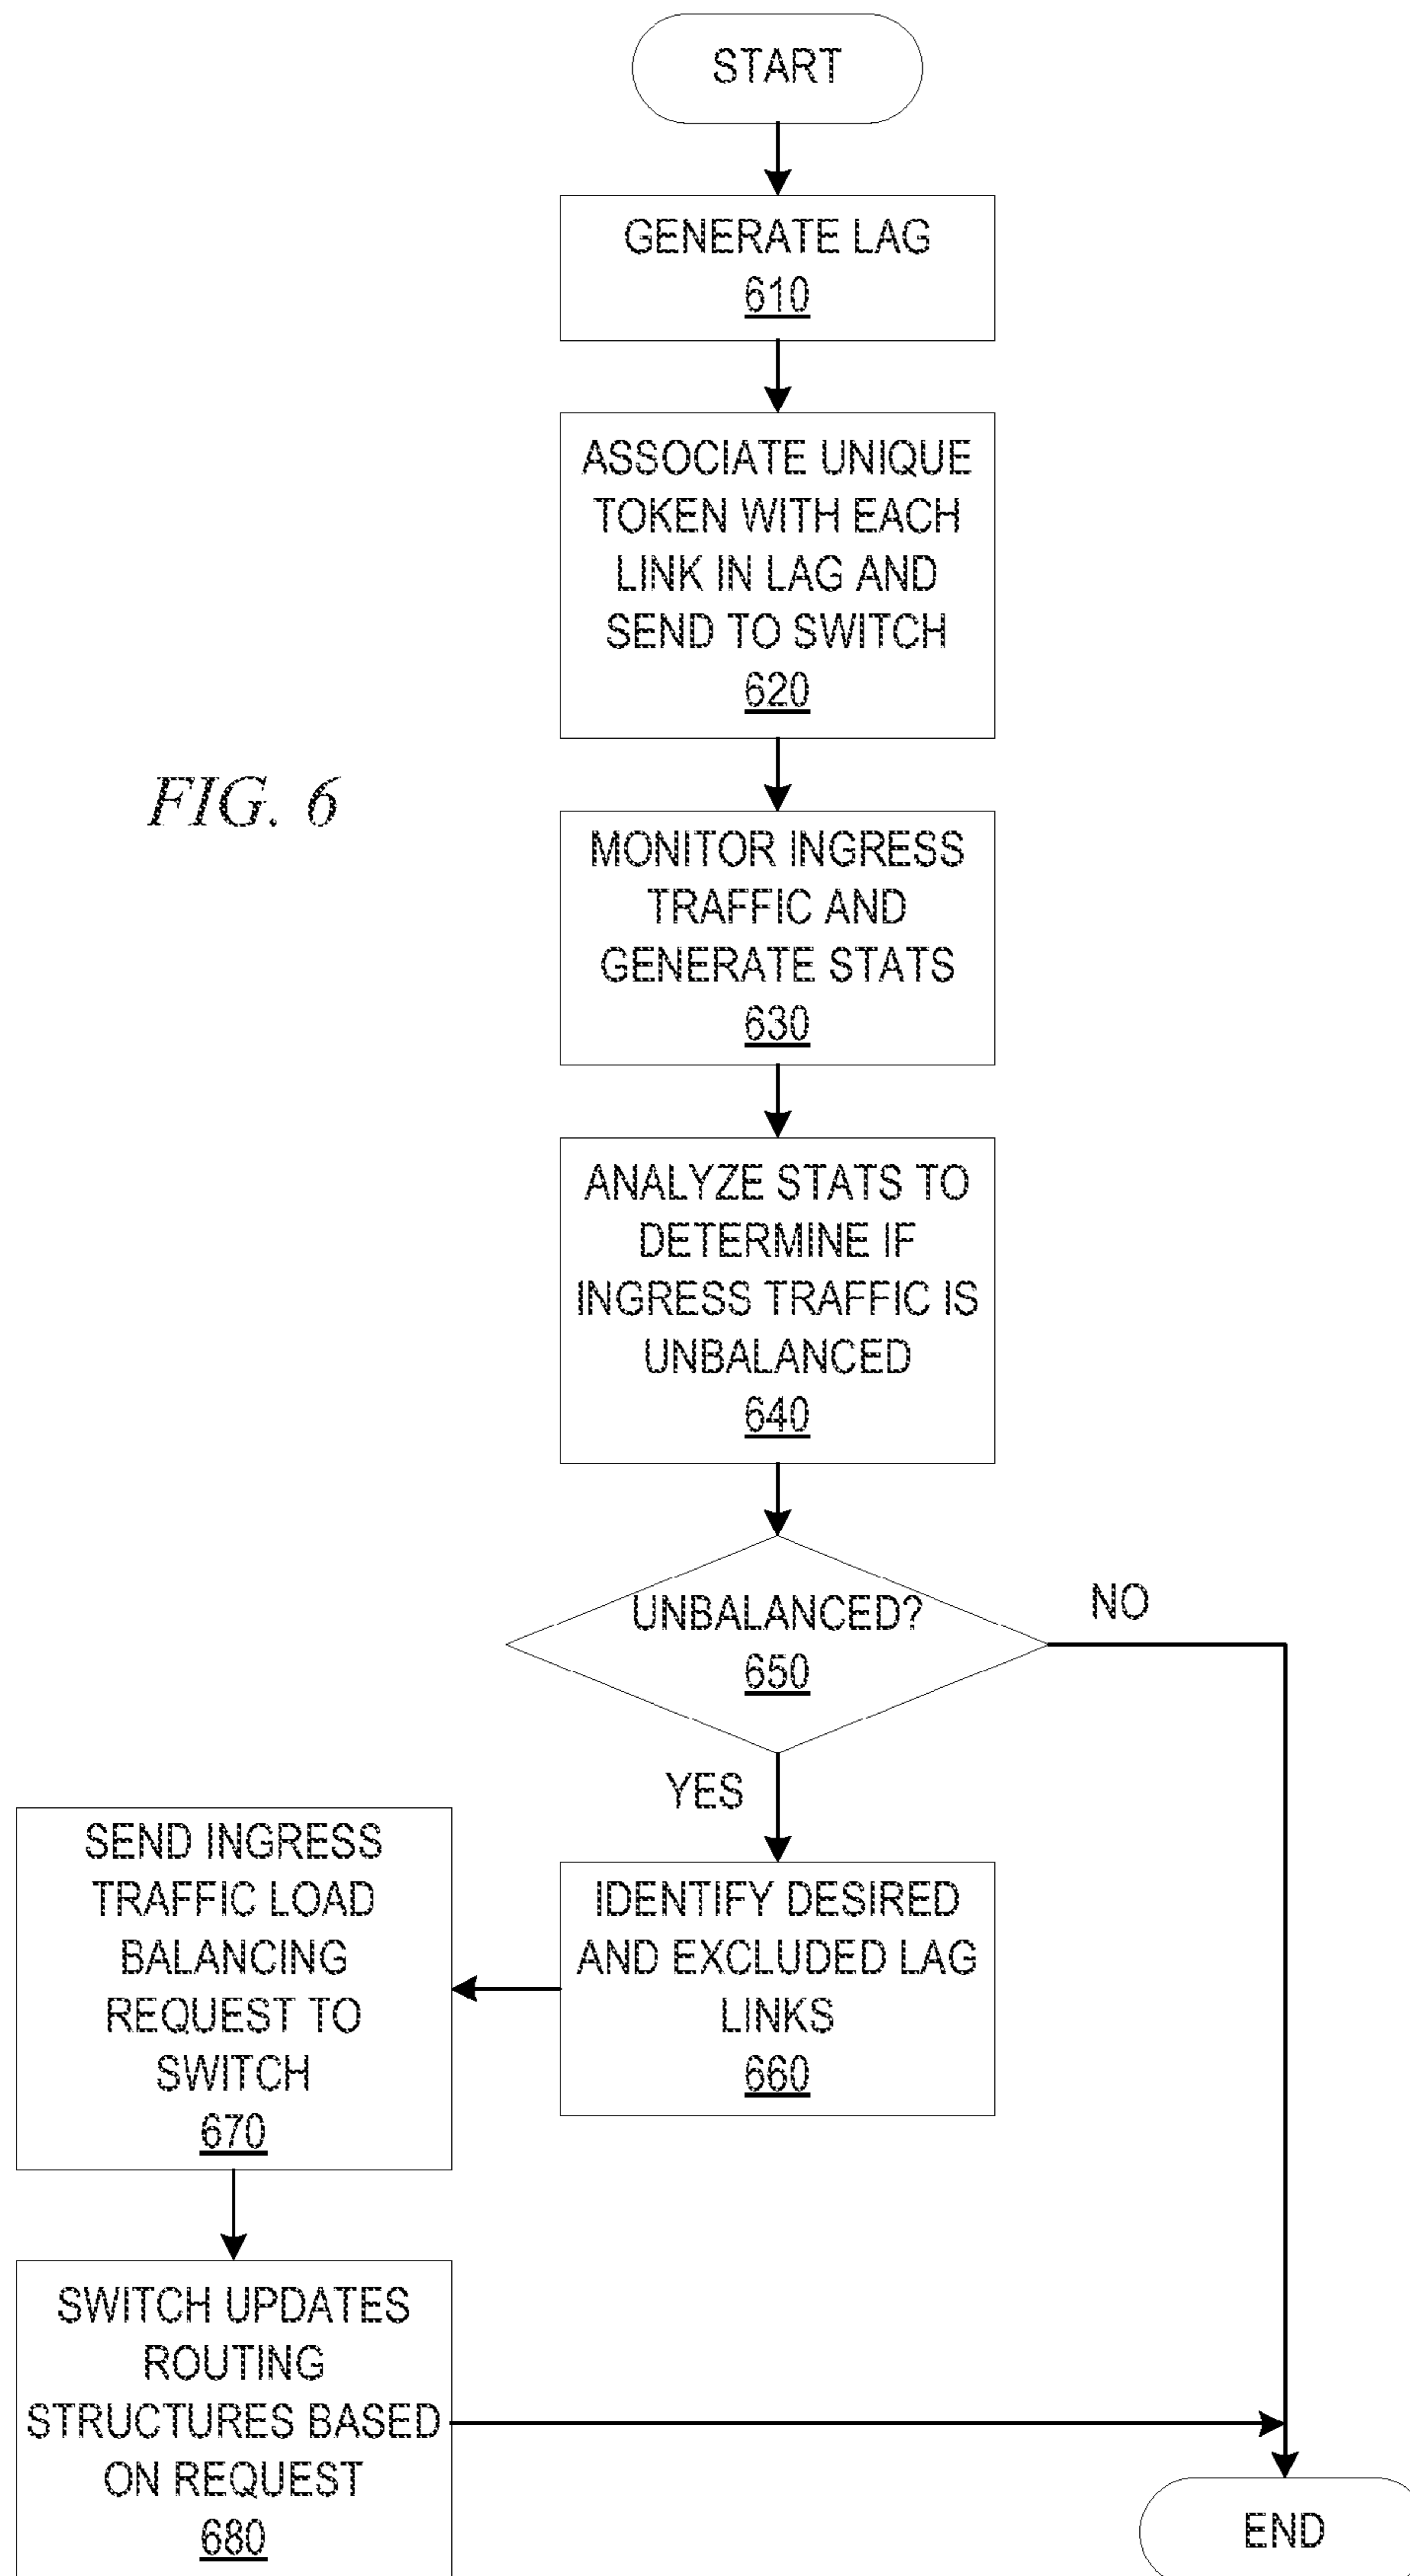 START
GENERATE LAG
610
ASSOCIATE UNIQUE
TOKEN WITH EACH
LINK IN LAG AND
SEND TO SWITCH
620
FIG. 6
MONITOR INGRESS
TRAFFIC AND
GENERATE STATS
630
ANALYZE STATS TO
DETERMINE IF
INGRESS TRAFFIC IS
UNBALANCED
640
UNBALANCED?
650
NO
YES
IDENTIFY DESIRED
AND EXCLUDED LAG
LINKS
660
SEND INGRESS
TRAFFIC LOAD
BALANCING
REQUEST TO
SWITCH
670
SWITCH UPDATES
ROUTING
STRUCTURES BASED
ON REQUEST
680
END